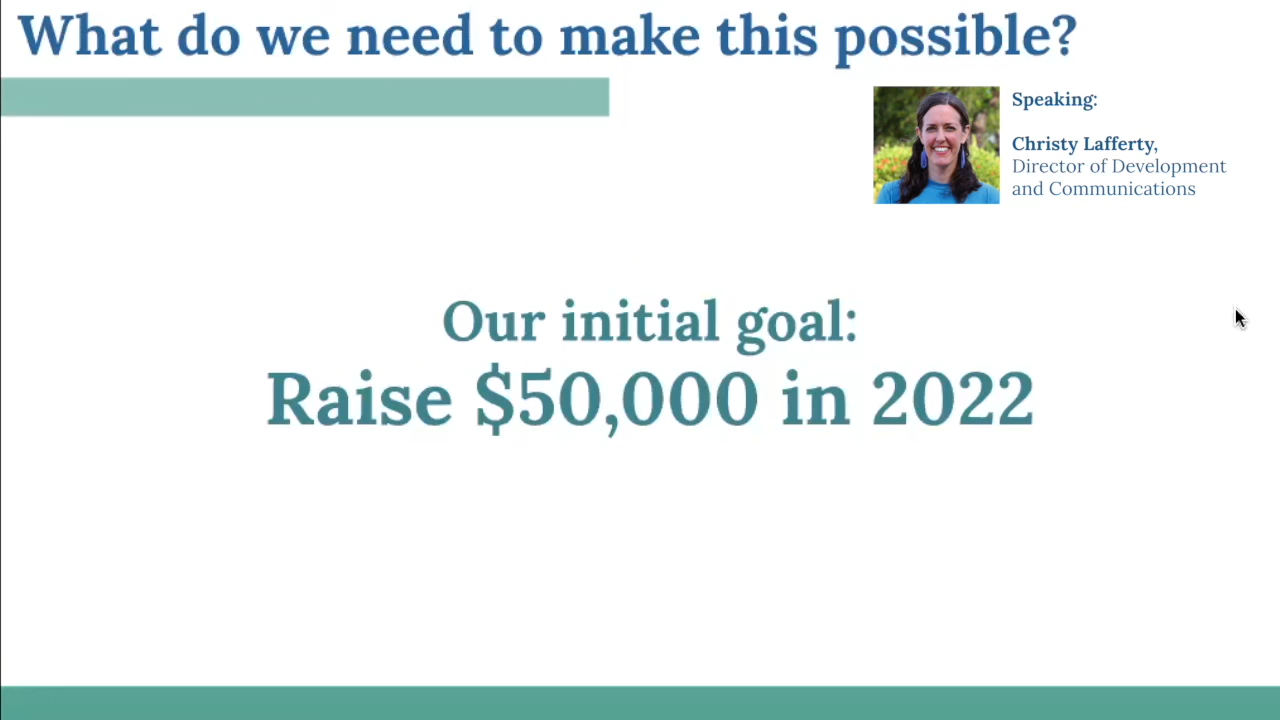 What do we need to make this possible?
Speaking:
Christy Lafferty,
Director of Development
and Communications
Our initial goal:
Raise $50,000 in 2022